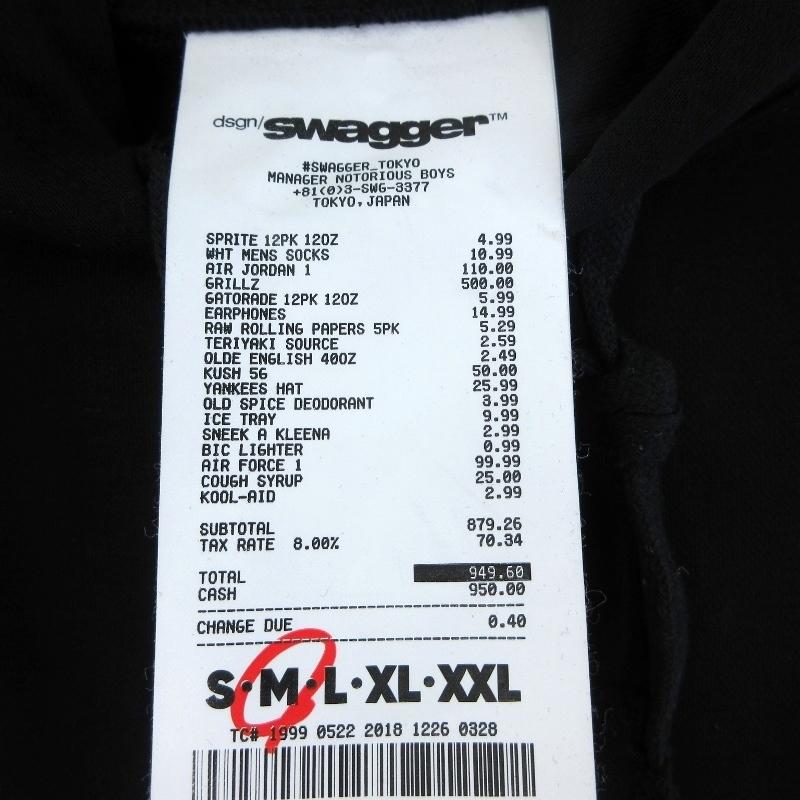 dsgn/swagger™
#SWAGGER_TOKYO
MANAGER NOTORIOUS BOYS
+81(0)3-SWG-3377
TOKYO, JAPAN
SPRITE 12PK 12OZ 4.99
WHT MENS SOCKS 10.99
AIR JORDAN 1 110.00
GRILLZ 500.00
GATORADE 12PK 12OZ 5.99
EARPHONES 14.99
RAW ROLLING PAPERS 5PK 5.29
TERIYAKI SOURCE 2.59
OLDE ENGLISH 40OZ 2.49
KUSH 5G 50.00
YANKEES HAT 25.99
OLD SPICE DEODORANT 3.99
ICE TRAY 9.99
SNEEK A KLEENA 2.99
BIC LIGHTER 0.99
AIR FORCE 1 99.99
COUGH SYRUP 25.00
KOOL-AID 2.99
SUBTOTAL 879.26
TAX RATE 8.00% 70.34
TOTAL 949.60
CASH 950.00
CHANGE DUE 0.40
S·M·L·XL·XXL
TC# 1999 0522 2018 1226 0328